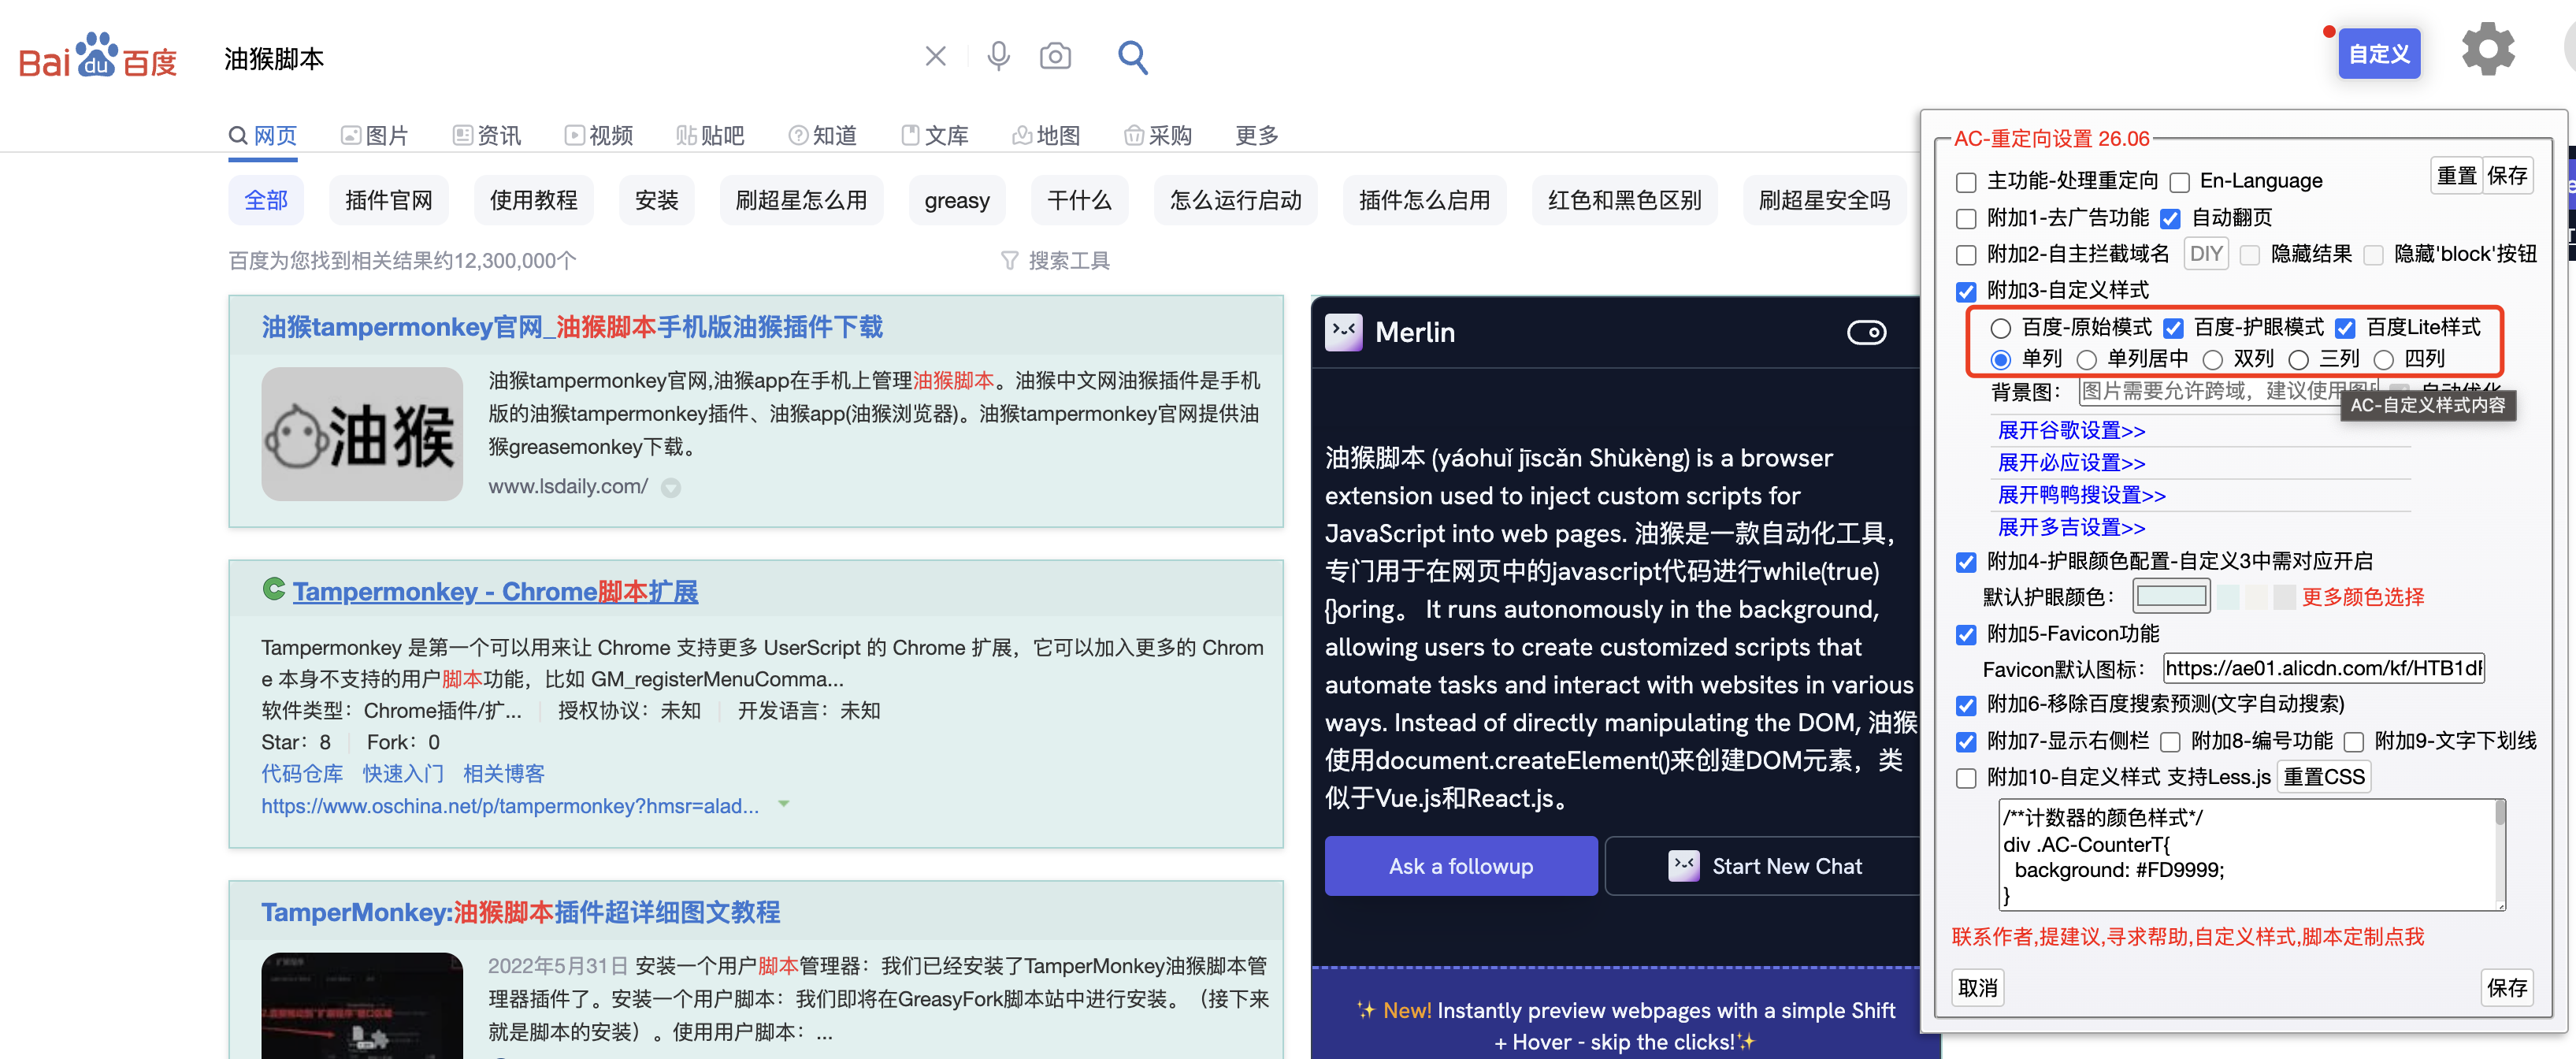 Bai du 百度
油猴脚本
自定义
网页 图片 资讯 视频 贴吧 知道 文库 地图 采购 更多
全部 插件官网 使用教程 安装 刷超星怎么用 greasy 干什么 怎么运行启动 插件怎么启用 红色和黑色区别 刷超星安全吗
百度为您找到相关结果约12,300,000个 搜索工具
油猴tampermonkey官网_油猴脚本手机版油猴插件下载
油猴
油猴tampermonkey官网,油猴app在手机上管理油猴脚本。油猴中文网油猴插件是手机
版的油猴tampermonkey插件、油猴app(油猴浏览器)。油猴tampermonkey官网提供油
猴greasemonkey下载。
www.lsdaily.com/
Tampermonkey - Chrome脚本扩展
Tampermonkey 是第一个可以用来让 Chrome 支持更多 UserScript 的 Chrome 扩展，它可以加入更多的 Chrom
e 本身不支持的用户脚本功能，比如 GM_registerMenuComma...
软件类型：Chrome插件/扩... 授权协议：未知 开发语言：未知
Star：8 Fork：0
代码仓库 快速入门 相关博客
https://www.oschina.net/p/tampermonkey?hmsr=alad...
TamperMonkey:油猴脚本插件超详细图文教程
2022年5月31日 安装一个用户脚本管理器：我们已经安装了TamperMonkey油猴脚本管
理器插件了。安装一个用户脚本：我们即将在GreasyFork脚本站中进行安装。（接下来
就是脚本的安装）。使用用户脚本：...
Merlin
油猴脚本 (yáohuǐ jīscǎn Shùkèng) is a browser
extension used to inject custom scripts for
JavaScript into web pages. 油猴是一款自动化工具，
专门用于在网页中的javascript代码进行while(true)
{}oring。 It runs autonomously in the background,
allowing users to create customized scripts that
automate tasks and interact with websites in various
ways. Instead of directly manipulating the DOM, 油猴
使用document.createElement()来创建DOM元素，类
似于Vue.js和React.js。
Ask a followup Start New Chat
✨ New! Instantly preview webpages with a simple Shift
+ Hover - skip the clicks!✨
AC-重定向设置 26.06
主功能-处理重定向 En-Language 重置 保存
附加1-去广告功能 自动翻页
附加2-自主拦截域名 DIY 隐藏结果 隐藏'block'按钮
附加3-自定义样式
百度-原始模式 百度-护眼模式 百度Lite样式
单列 单列居中 双列 三列 四列
背景图： 图片需要允许跨域，建议使用图 自动优化
AC-自定义样式内容
展开谷歌设置>>
展开必应设置>>
展开鸭鸭搜设置>>
展开多吉设置>>
附加4-护眼颜色配置-自定义3中需对应开启
默认护眼颜色： 更多颜色选择
附加5-Favicon功能
Favicon默认图标： https://ae01.alicdn.com/kf/HTB1dl
附加6-移除百度搜索预测(文字自动搜索)
附加7-显示右侧栏 附加8-编号功能 附加9-文字下划线
附加10-自定义样式 支持Less.js 重置CSS
/**计数器的颜色样式*/
div .AC-CounterT{
background: #FD9999;
}
联系作者,提建议,寻求帮助,自定义样式,脚本定制点我
取消 保存